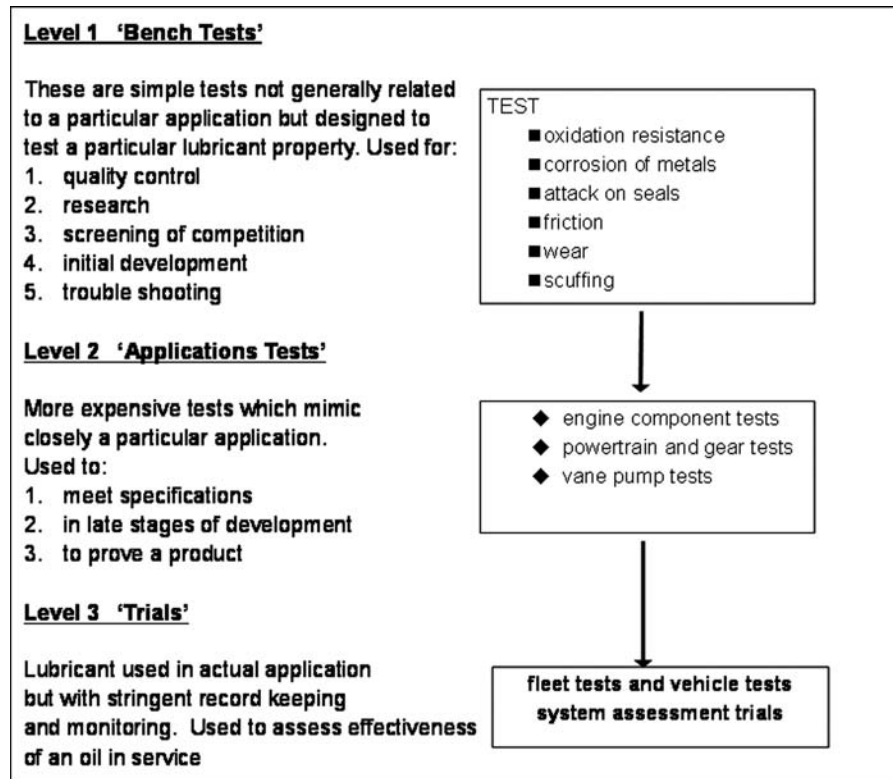 Level 1 ‘Bench Tests’
These are simple tests not generally related
to a particular application but designed to
test a particular lubricant property. Used for:
1. quality control
2. research
3. screening of competition
4. initial development
5. trouble shooting
TEST
■ oxidation resistance
■ corrosion of metals
■ attack on seals
■ friction
■ wear
■ scuffing
Level 2 ‘Applications Tests’
More expensive tests which mimic
closely a particular application.
Used to:
1. meet specifications
2. in late stages of development
3. to prove a product
◆ engine component tests
◆ powertrain and gear tests
◆ vane pump tests
Level 3 ‘Trials’
Lubricant used in actual application
but with stringent record keeping
and monitoring. Used to assess effectiveness
of an oil in service
fleet tests and vehicle tests
system assessment trials